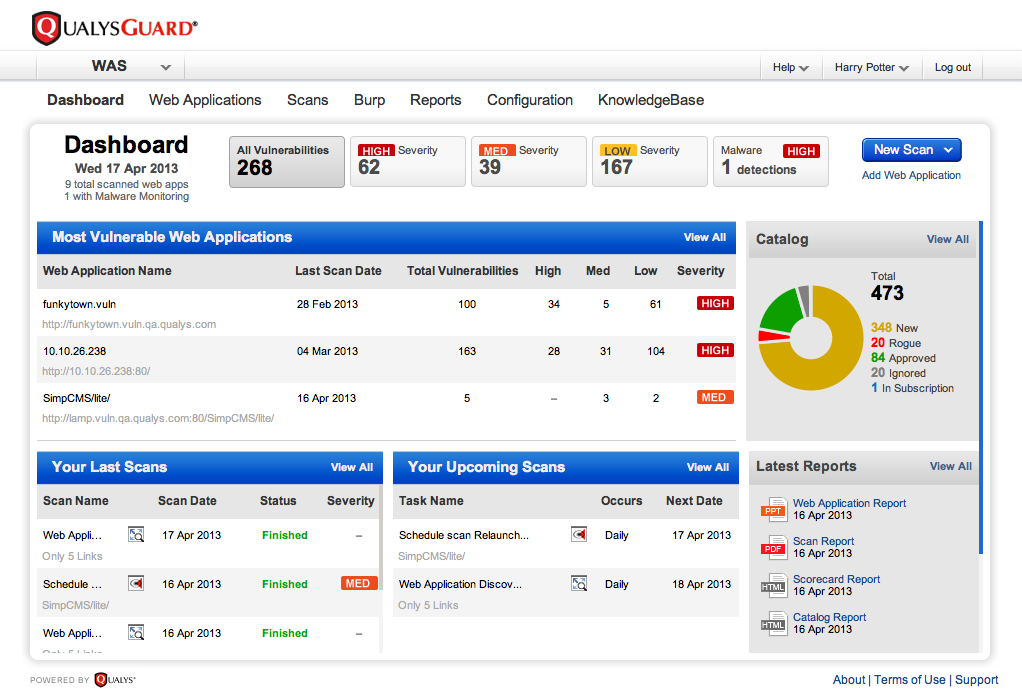 QUALYSGUARD®
WAS
Help
Harry Potter
Log out
Dashboard
Web Applications
Scans
Burp
Reports
Configuration
KnowledgeBase
Dashboard
Wed 17 Apr 2013
9 total scanned web apps
1 with Malware Monitoring
All Vulnerabilities
268
HIGH Severity
62
MED Severity
39
LOW Severity
167
Malware HIGH
1 detections
New Scan
Add Web Application
Most Vulnerable Web Applications View All
Web Application Name Last Scan Date Total Vulnerabilities High Med Low Severity
funkytown.vuln 28 Feb 2013 100 34 5 61 HIGH
http://funkytown.vuln.qa.qualys.com
10.10.26.238 04 Mar 2013 163 28 31 104 HIGH
http://10.10.26.238:80/
SimpCMS/lite/ 16 Apr 2013 5 – 3 2 MED
http://lamp.vuln.qa.qualys.com:80/SimpCMS/lite/
Catalog View All
Total
473
348 New
20 Rogue
84 Approved
20 Ignored
1 In Subscription
Your Last Scans View All
Scan Name Scan Date Status Severity
Web Appli... 17 Apr 2013 Finished –
Only 5 Links
Schedule ... 16 Apr 2013 Finished MED
SimpCMS/lite/
Web Appli... 16 Apr 2013 Finished –
Only 5 Links
Your Upcoming Scans View All
Task Name Occurs Next Date
Schedule scan Relaunch... Daily 17 Apr 2013
SimpCMS/lite/
Web Application Discov... Daily 18 Apr 2013
Only 5 Links
Latest Reports View All
PPT Web Application Report
16 Apr 2013
PDF Scan Report
16 Apr 2013
HTML Scorecard Report
16 Apr 2013
HTML Catalog Report
16 Apr 2013
POWERED BY QUALYS®
About | Terms of Use | Support